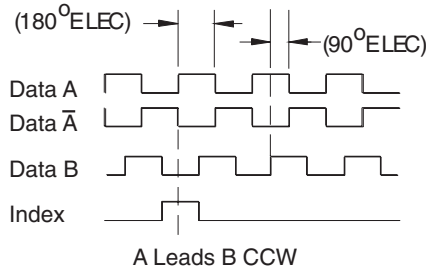 (180°ELEC)
(90°ELEC)
Data A
Data A̅
Data B
Index
A Leads B CCW